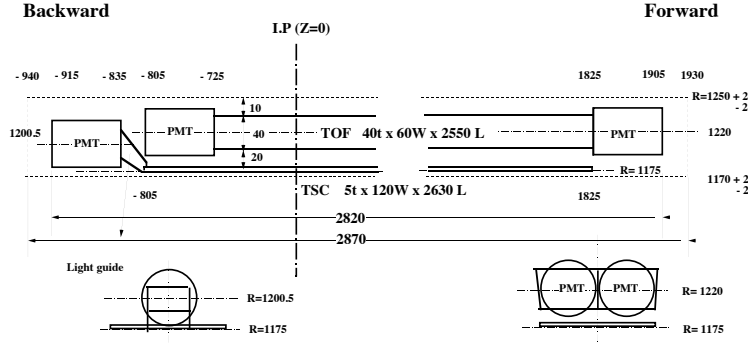 Backward Forward
I.P (Z=0)
- 940 - 915 - 835 - 805 - 725 1825 1905 1930
R=1250 + 2
- 2
10
1200.5 PMT PMT 40 TOF 40t x 60W x 2550 L PMT 1220
20
R= 1175
1170 + 2
- 2
- 805 TSC 5t x 120W x 2630 L 1825
2820
2870
Light guide
PMT PMT R= 1220
R=1200.5
R=1175 R= 1175